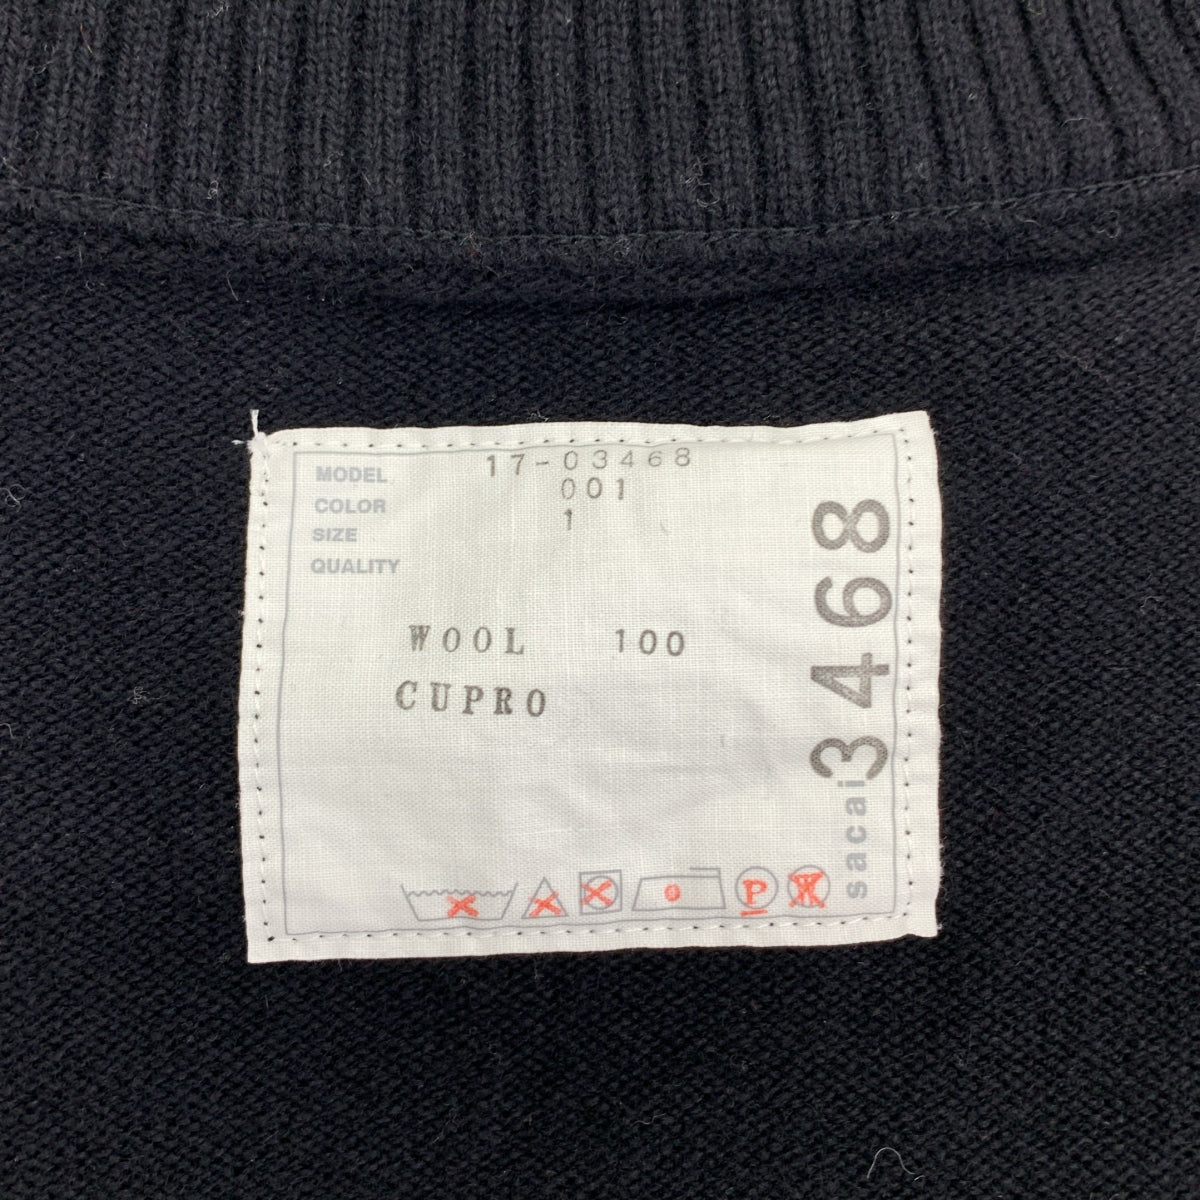 MODEL 17-03468
COLOR 001
SIZE 1
QUALITY
WOOL 100
CUPRO
sacai 3468
P
W